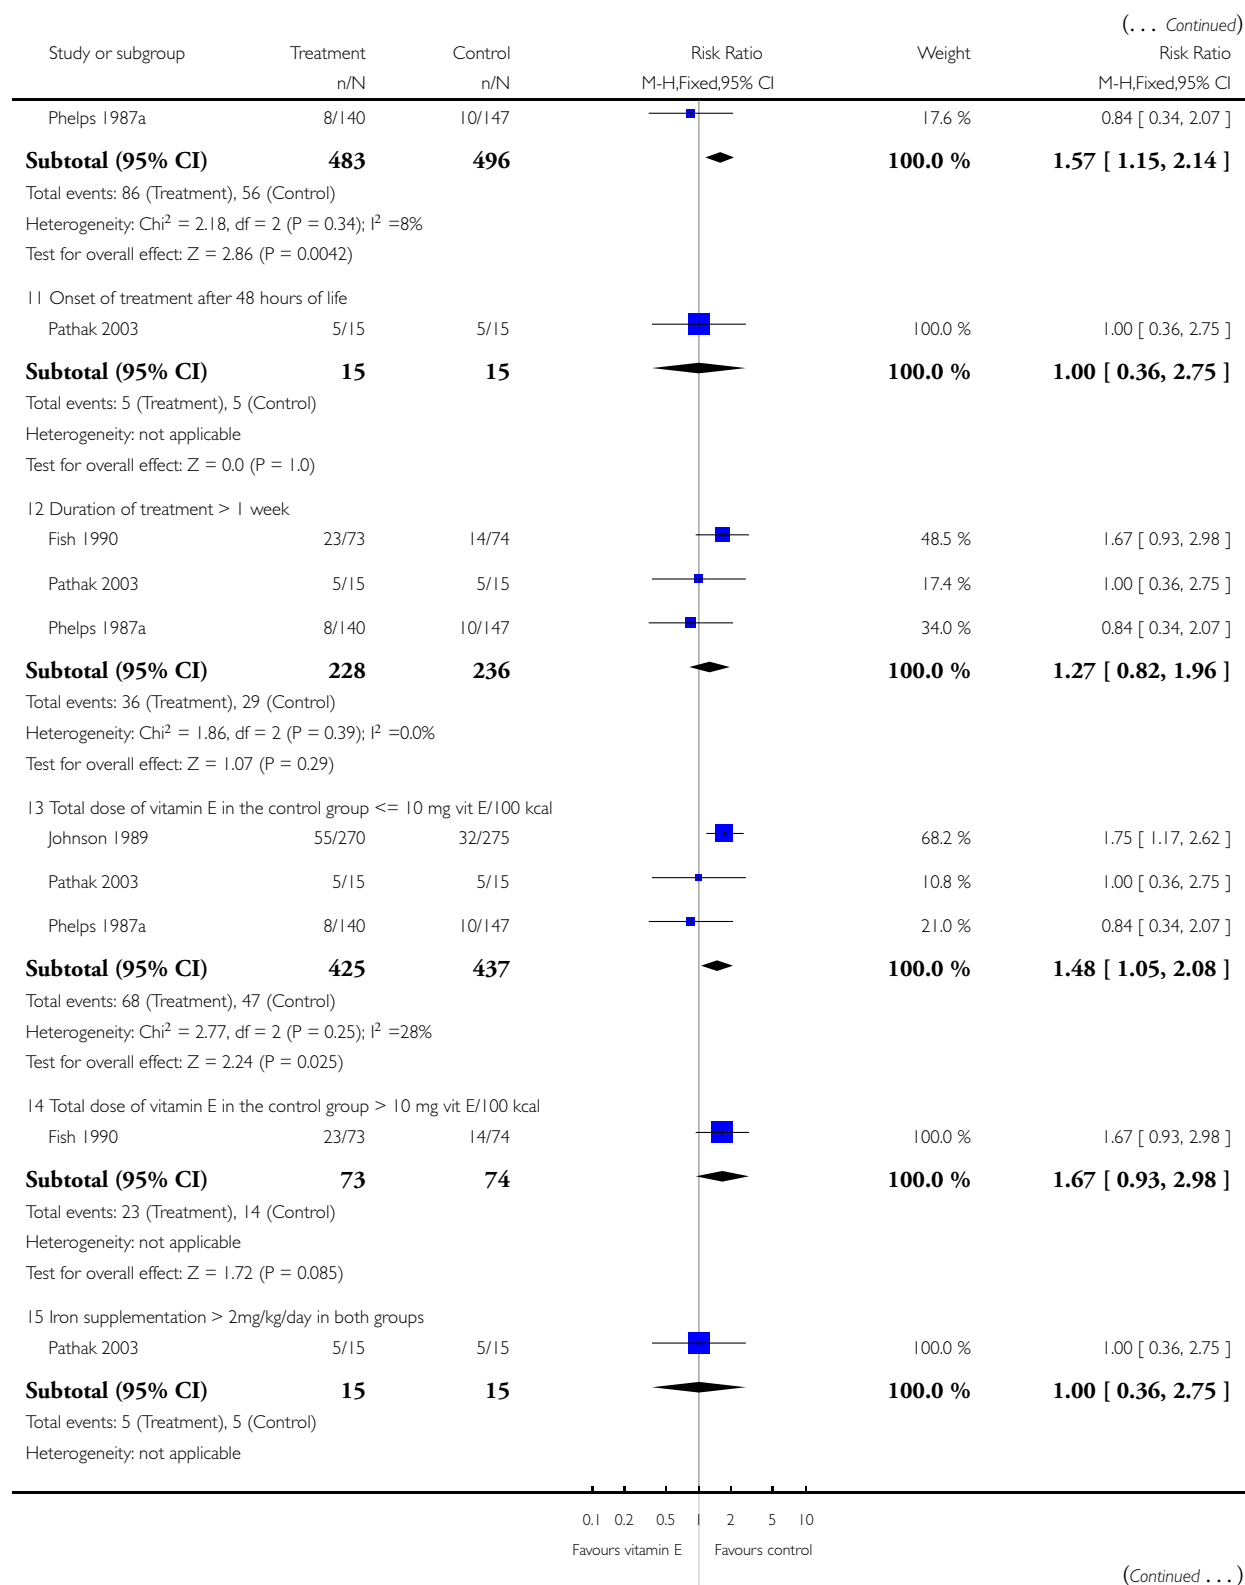 (... Continued)
Study or subgroup Treatment Control Risk Ratio Weight Risk Ratio
n/N n/N M-H,Fixed,95% CI M-H,Fixed,95% CI
Phelps 1987a 8/140 10/147 17.6 % 0.84 [ 0.34, 2.07 ]
Subtotal (95% CI) 483 496 100.0 % 1.57 [ 1.15, 2.14 ]
Total events: 86 (Treatment), 56 (Control)
Heterogeneity: Chi² = 2.18, df = 2 (P = 0.34); I² =8%
Test for overall effect: Z = 2.86 (P = 0.0042)
11 Onset of treatment after 48 hours of life
Pathak 2003 5/15 5/15 100.0 % 1.00 [ 0.36, 2.75 ]
Subtotal (95% CI) 15 15 100.0 % 1.00 [ 0.36, 2.75 ]
Total events: 5 (Treatment), 5 (Control)
Heterogeneity: not applicable
Test for overall effect: Z = 0.0 (P = 1.0)
12 Duration of treatment > 1 week
Fish 1990 23/73 14/74 48.5 % 1.67 [ 0.93, 2.98 ]
Pathak 2003 5/15 5/15 17.4 % 1.00 [ 0.36, 2.75 ]
Phelps 1987a 8/140 10/147 34.0 % 0.84 [ 0.34, 2.07 ]
Subtotal (95% CI) 228 236 100.0 % 1.27 [ 0.82, 1.96 ]
Total events: 36 (Treatment), 29 (Control)
Heterogeneity: Chi² = 1.86, df = 2 (P = 0.39); I² =0.0%
Test for overall effect: Z = 1.07 (P = 0.29)
13 Total dose of vitamin E in the control group <= 10 mg vit E/100 kcal
Johnson 1989 55/270 32/275 68.2 % 1.75 [ 1.17, 2.62 ]
Pathak 2003 5/15 5/15 10.8 % 1.00 [ 0.36, 2.75 ]
Phelps 1987a 8/140 10/147 21.0 % 0.84 [ 0.34, 2.07 ]
Subtotal (95% CI) 425 437 100.0 % 1.48 [ 1.05, 2.08 ]
Total events: 68 (Treatment), 47 (Control)
Heterogeneity: Chi² = 2.77, df = 2 (P = 0.25); I² =28%
Test for overall effect: Z = 2.24 (P = 0.025)
14 Total dose of vitamin E in the control group > 10 mg vit E/100 kcal
Fish 1990 23/73 14/74 100.0 % 1.67 [ 0.93, 2.98 ]
Subtotal (95% CI) 73 74 100.0 % 1.67 [ 0.93, 2.98 ]
Total events: 23 (Treatment), 14 (Control)
Heterogeneity: not applicable
Test for overall effect: Z = 1.72 (P = 0.085)
15 Iron supplementation > 2mg/kg/day in both groups
Pathak 2003 5/15 5/15 100.0 % 1.00 [ 0.36, 2.75 ]
Subtotal (95% CI) 15 15 100.0 % 1.00 [ 0.36, 2.75 ]
Total events: 5 (Treatment), 5 (Control)
Heterogeneity: not applicable
0.1 0.2 0.5 1 2 5 10
Favours vitamin E Favours control
(Continued ...)